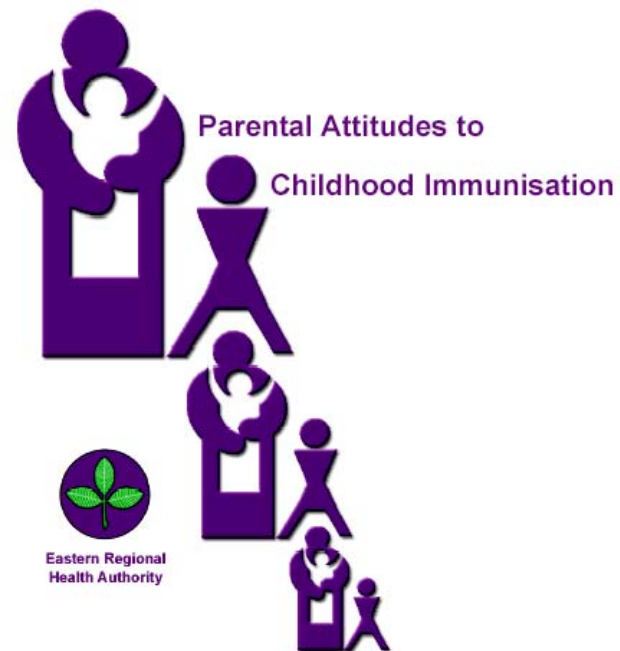 Parental Attitudes to
Childhood Immunisation
Eastern Regional
Health Authority